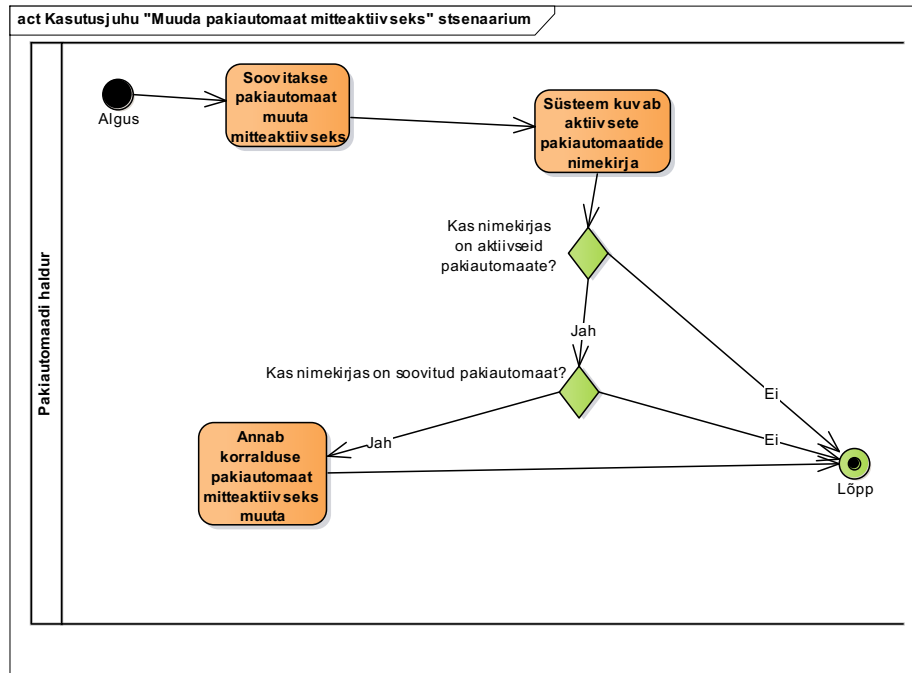 act Kasutusjuhu "Muuda pakiautomaat mitteaktiivseks" stsenaarium
Pakiautomaadi haldur
Algus
Soovitakse
pakiautomaat
muuta
mitteaktiivseks
Süsteem kuvab
aktiivsete
pakiautomaatide
nimekirja
Kas nimekirjas
on aktiivseid
pakiautomaate?
Jah
Ei
Kas nimekirjas on soovitud pakiautomaat?
Jah
Ei
Annab
korralduse
pakiautomaat
mitteaktiivseks
muuta
Lõpp